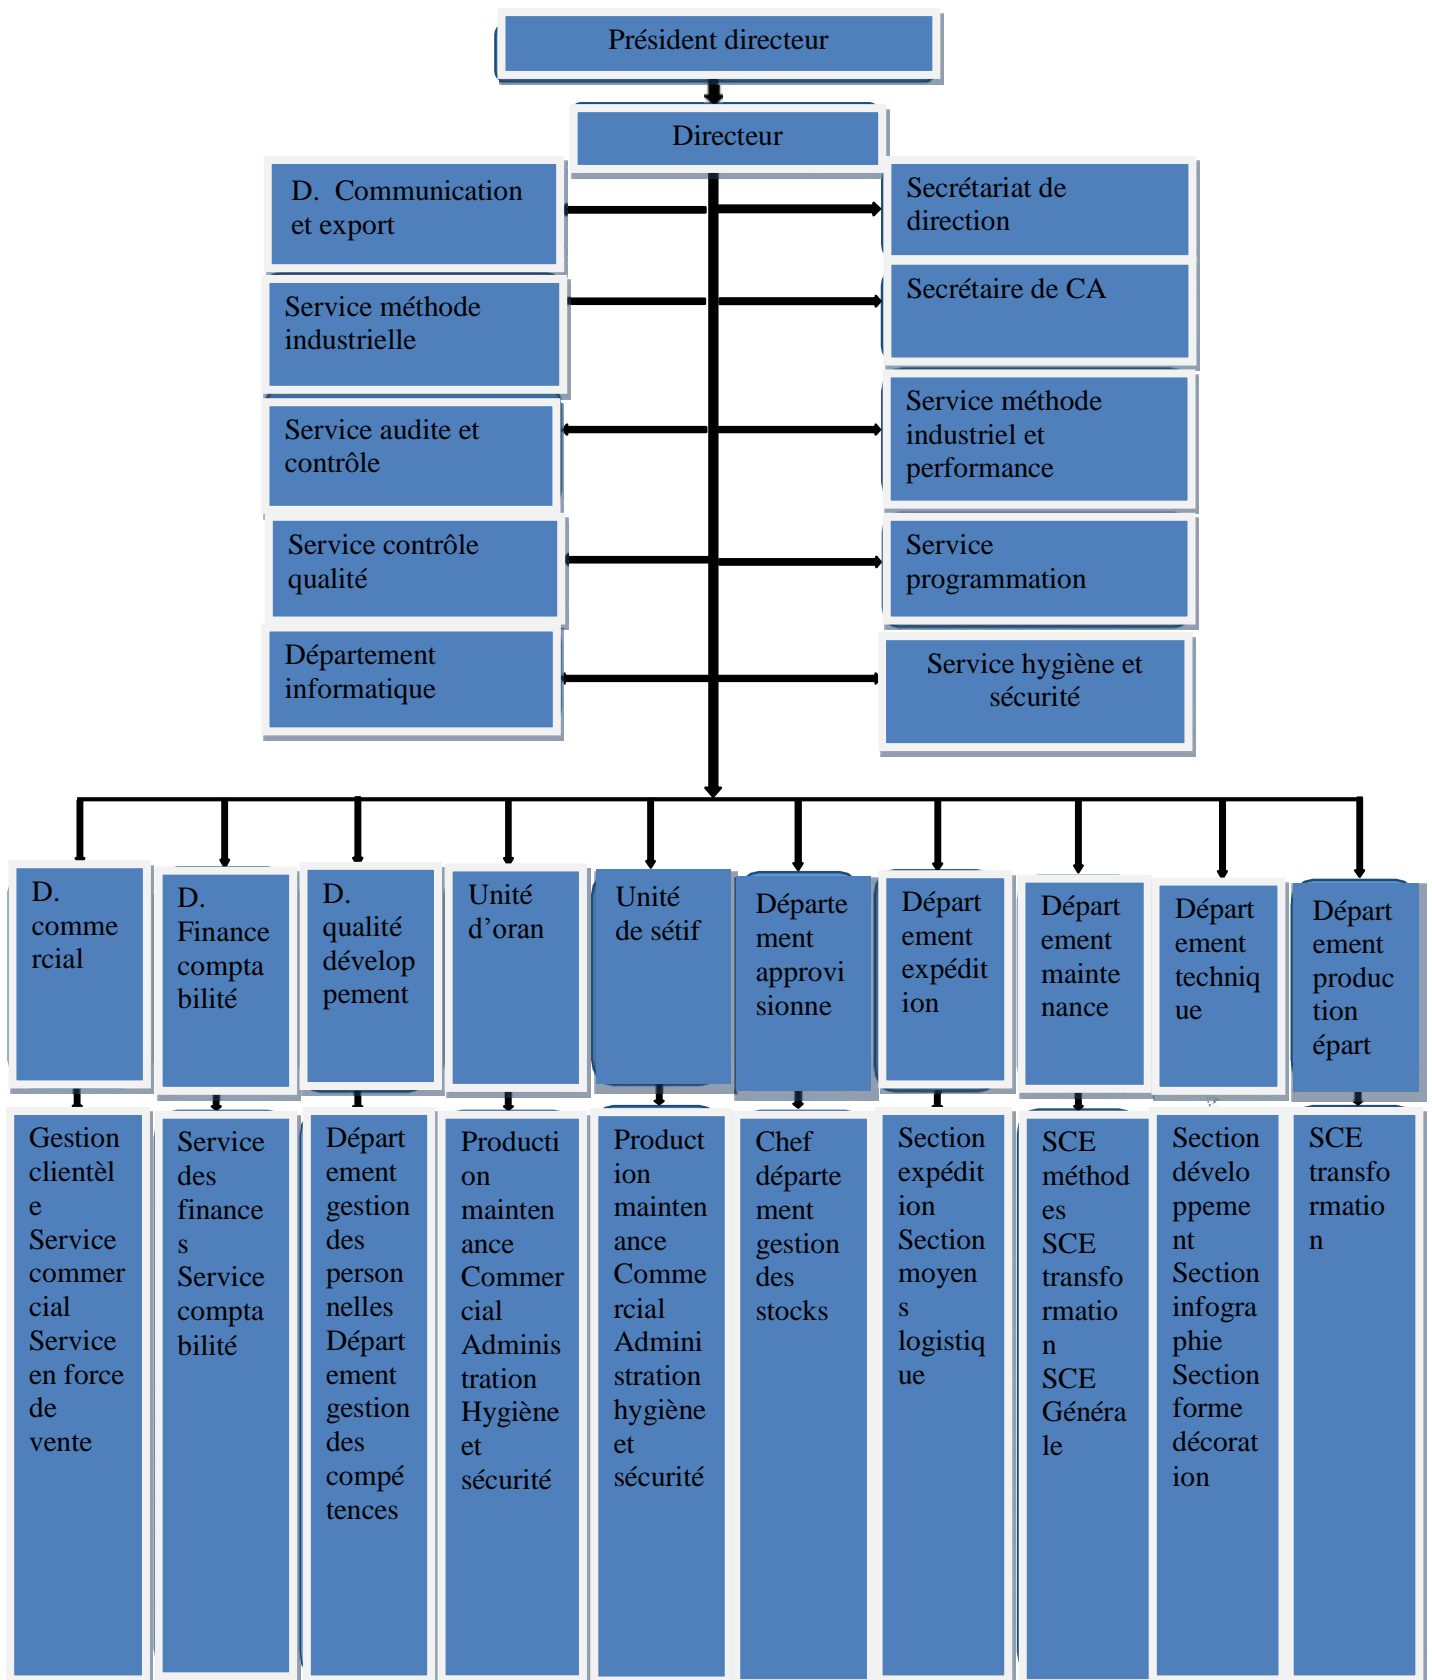 Président directeur
Directeur
D.  Communication
et export
Secrétariat de
direction
Service méthode
industrielle
Secrétaire de CA
Service audite et
contrôle
Service méthode
industriel et
performance
Service contrôle
qualité
Service
programmation
Département
informatique
Service hygiène et
sécurité
D.
comme
rcial
D.
Finance
compta
bilité
D.
qualité
dévelop
pement
Unité
d’oran
Unité
de sétif
Départe
ment
approvi
sionne
Départ
ement
expédit
ion
Départ
ement
mainte
nance
Départ
ement
techniq
ue
Départ
ement
produc
tion
épart
Gestion
clientèl
e
Service
commer
cial
Service
en force
de
vente
Service
des
finance
s
Service
compta
bilité
Départ
ement
gestion
des
person
nelles
Départ
ement
gestion
des
compé
tences
Producti
on
mainten
ance
Commer
cial
Adminis
tration
Hygiène
et
sécurité
Product
ion
mainten
ance
Comme
rcial
Admini
stration
hygiène
et
sécurité
Chef
départe
ment
gestion
des
stocks
Section
expédit
ion
Section
moyen
s
logistiq
ue
SCE
méthod
es
SCE
transfo
rmatio
n
SCE
Généra
le
Section
dévelo
ppeme
nt
Section
infogra
phie
Section
forme
décorat
ion
SCE
transfo
rmatio
n